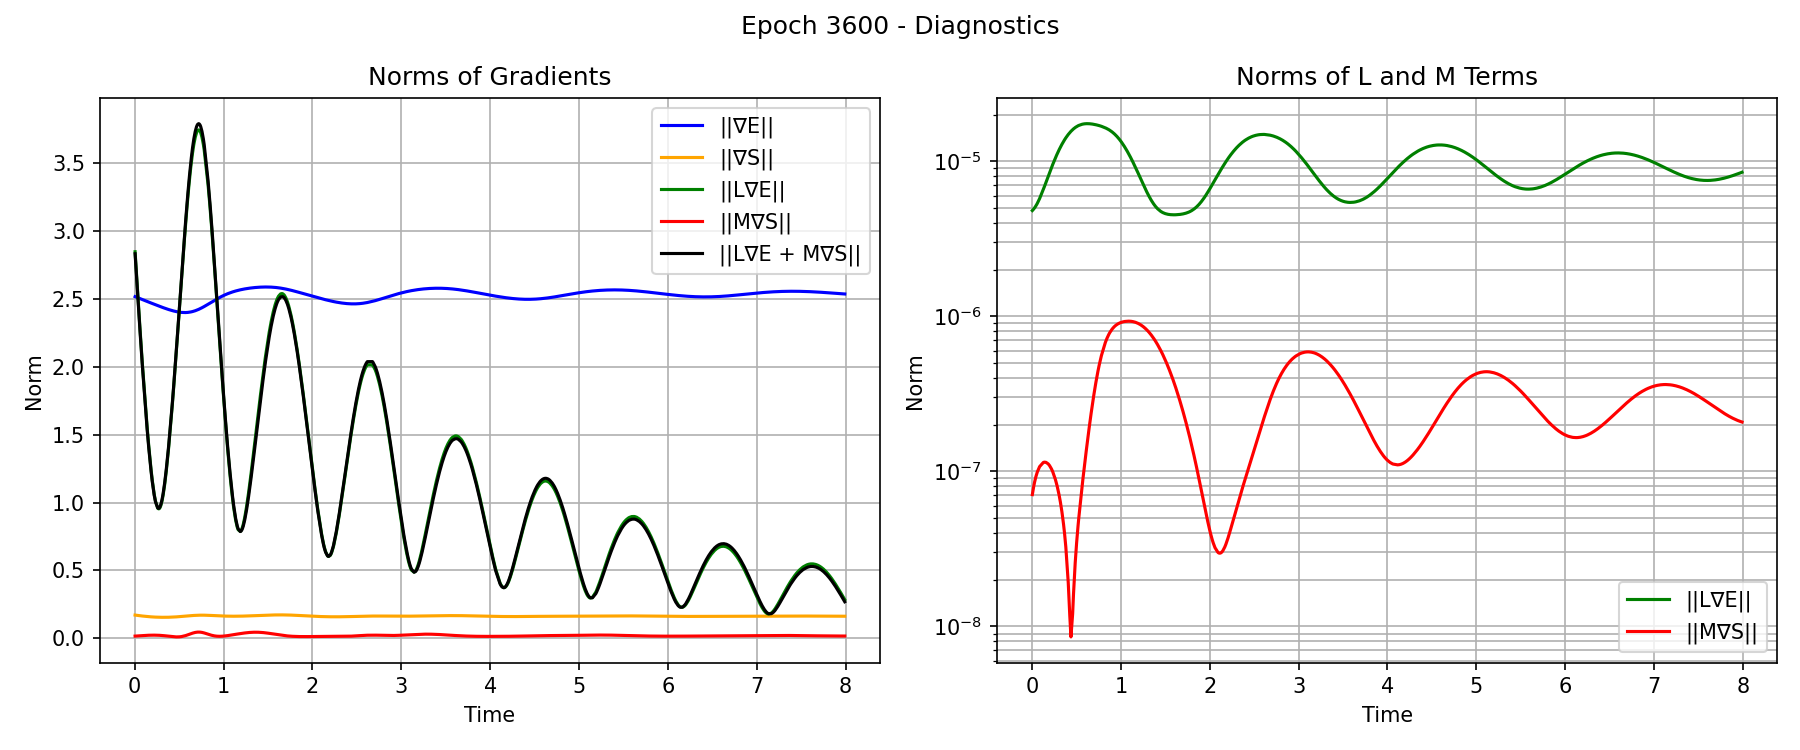 Epoch 3600 - Diagnostics
Norms of Gradients
Norm
3.5
3.0
2.5
2.0
1.5
1.0
0.5
0.0
0 1 2 3 4 5 6 7 8
Time
||∇E||
||∇S||
||L∇E||
||M∇S||
||L∇E + M∇S||
Norms of L and M Terms
Norm
10⁻⁵
10⁻⁶
10⁻⁷
10⁻⁸
0 1 2 3 4 5 6 7 8
Time
||L∇E||
||M∇S||